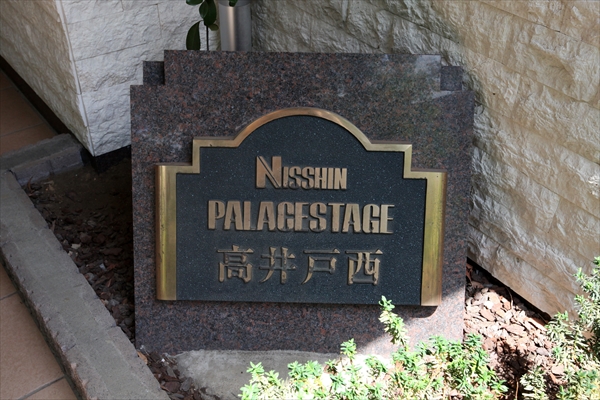 NISSHIN
PALACESTAGE
高井戸西